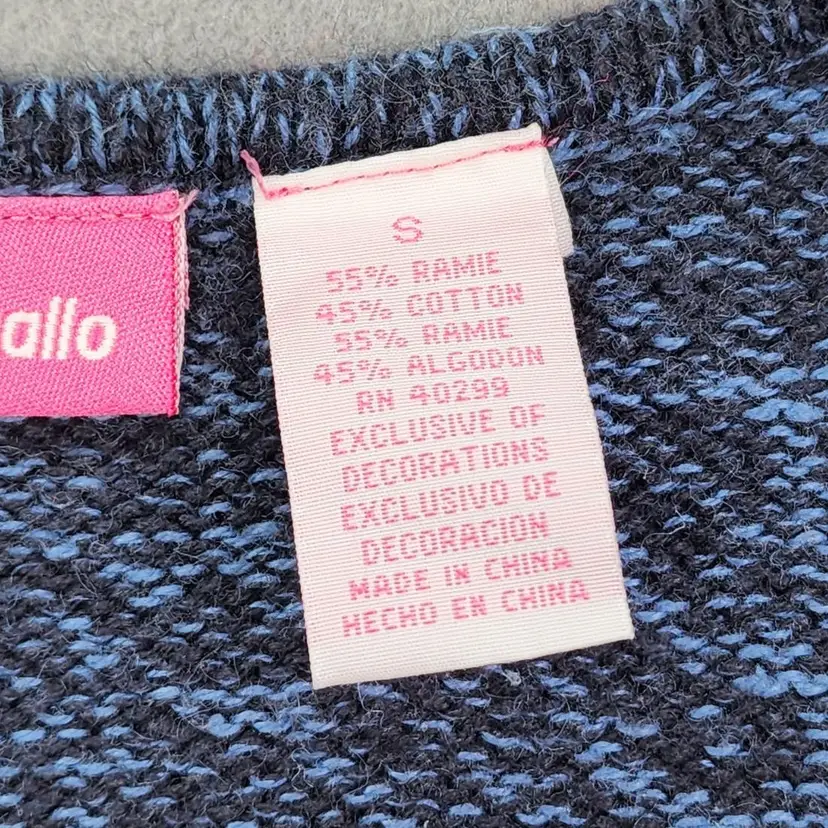 allo
S
55% RAMIE
45% COTTON
55% RAMIE
45% ALGODON
RN 40299
EXCLUSIVE OF
DECORATIONS
EXCLUSIVO DE
DECORACION
MADE IN CHINA
HECHO EN CHINA